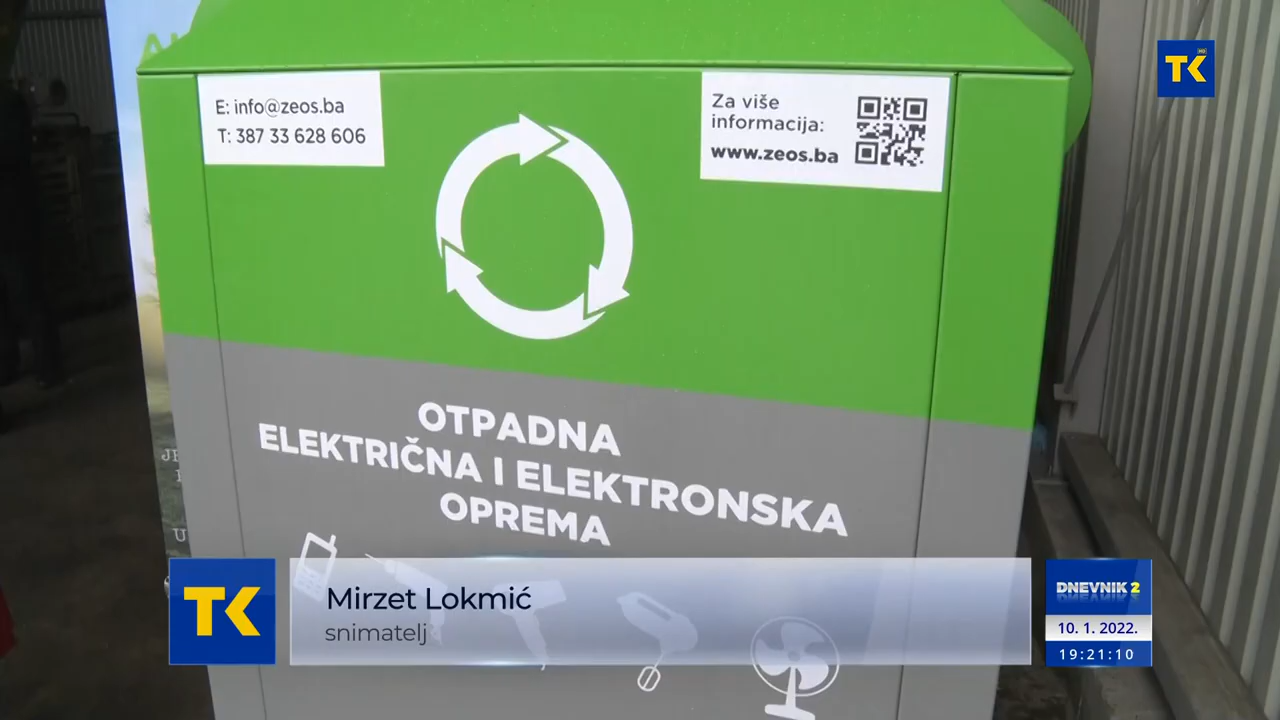 E: info@zeos.ba
T: 387 33 628 606
Za više
informacija:
www.zeos.ba
TK
HD
OTPADNA
ELEKTRIČNA I ELEKTRONSKA
OPREMA
TK
Mirzet Lokmić
snimatelj
DNEVNIK 2
10. 1. 2022.
19:21:10